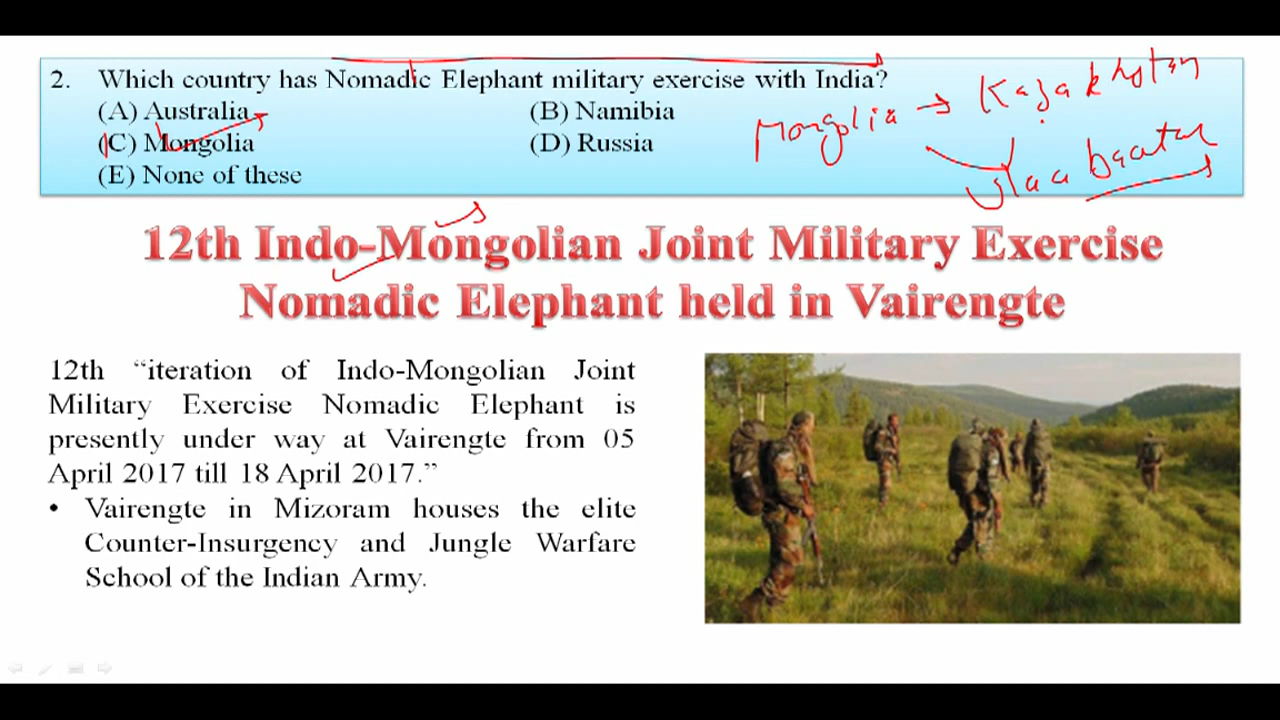 2. Which country has Nomadic Elephant military exercise with India?
(A) Australia (B) Namibia
(C) Mongolia (D) Russia
(E) None of these
Mongolia → Kazakhstan
Ulaabaatar
12th Indo-Mongolian Joint Military Exercise
Nomadic Elephant held in Vairengte
12th “iteration of Indo-Mongolian Joint
Military Exercise Nomadic Elephant is
presently under way at Vairengte from 05
April 2017 till 18 April 2017.”
• Vairengte in Mizoram houses the elite
Counter-Insurgency and Jungle Warfare
School of the Indian Army.